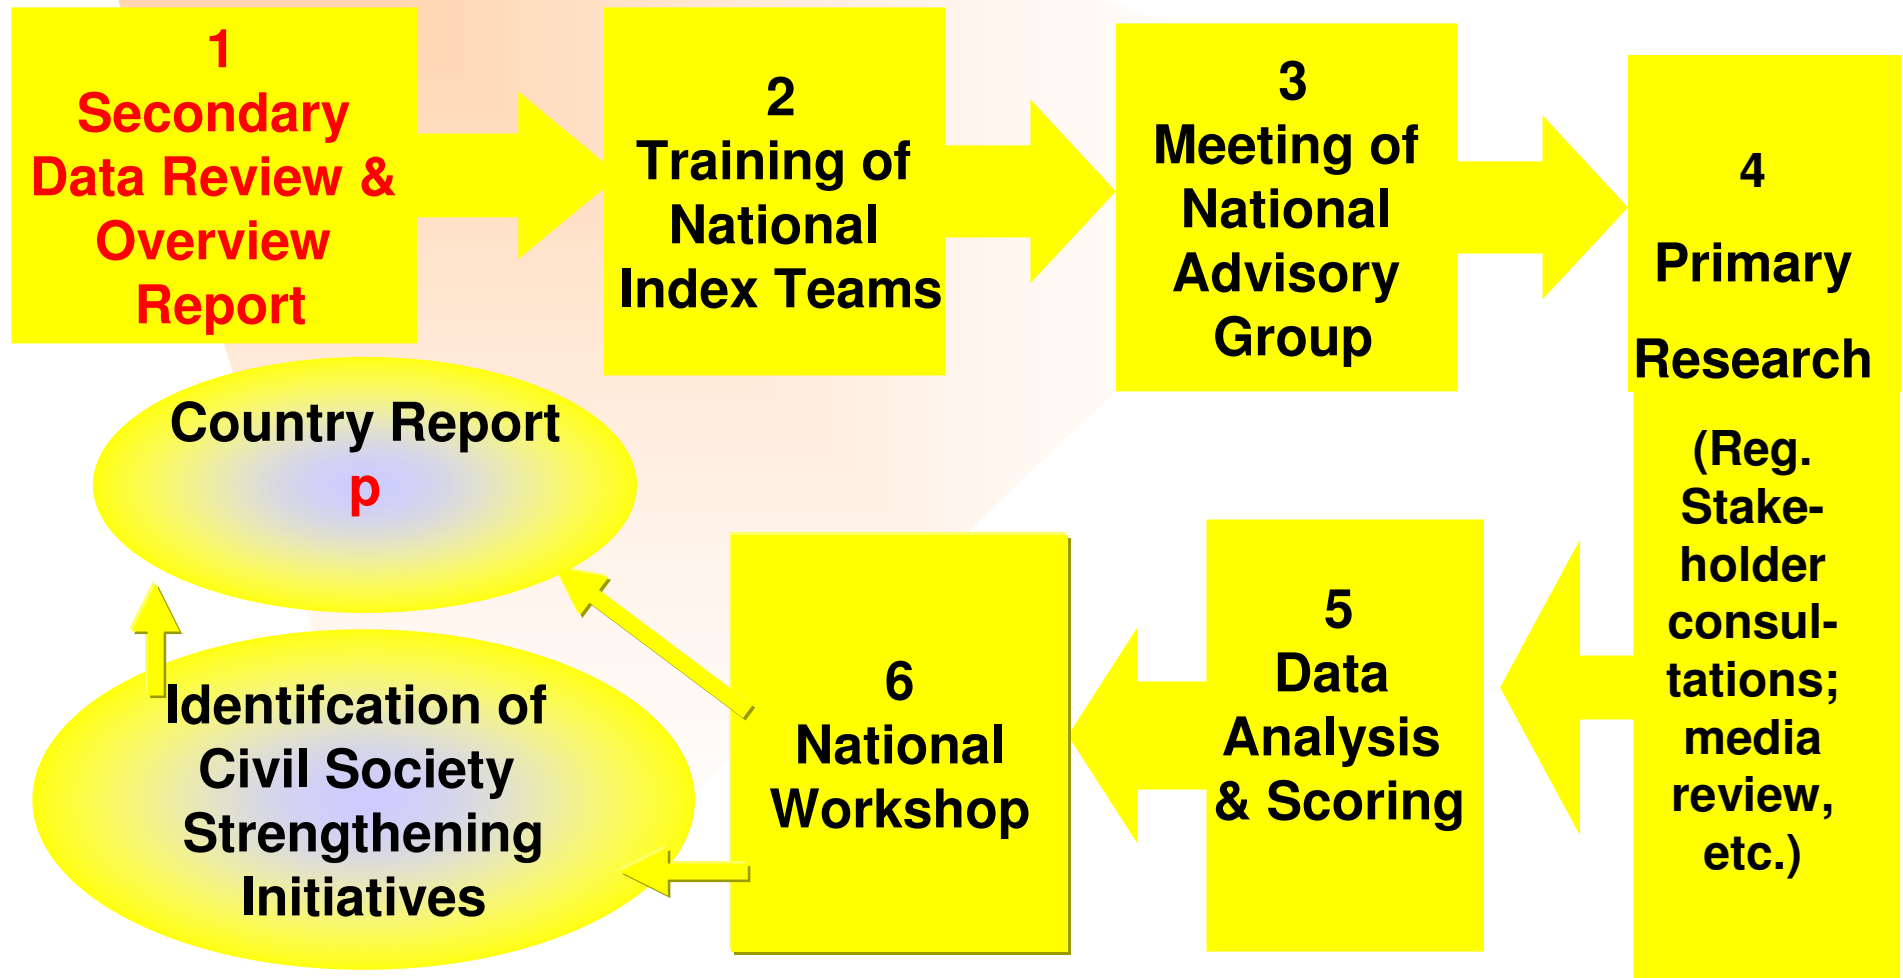 1
Secondary
Data Review &
Overview
Report
2
Training of
National
Index Teams
3
Meeting of
National
Advisory
Group
4
Primary
Research
(Reg.
Stake-
holder
consul-
tations;
media
review,
etc.)
5
Data
Analysis
& Scoring
6
National
Workshop
Country Report
p
Identifcation of
Civil Society
Strengthening
Initiatives